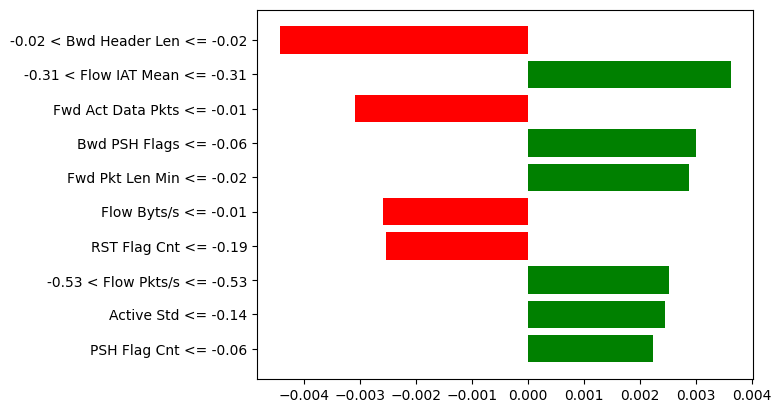 -0.02 < Bwd Header Len <= -0.02
-0.31 < Flow IAT Mean <= -0.31
Fwd Act Data Pkts <= -0.01
Bwd PSH Flags <= -0.06
Fwd Pkt Len Min <= -0.02
Flow Byts/s <= -0.01
RST Flag Cnt <= -0.19
-0.53 < Flow Pkts/s <= -0.53
Active Std <= -0.14
PSH Flag Cnt <= -0.06
−0.004 −0.003 −0.002 −0.001 0.000 0.001 0.002 0.003 0.004